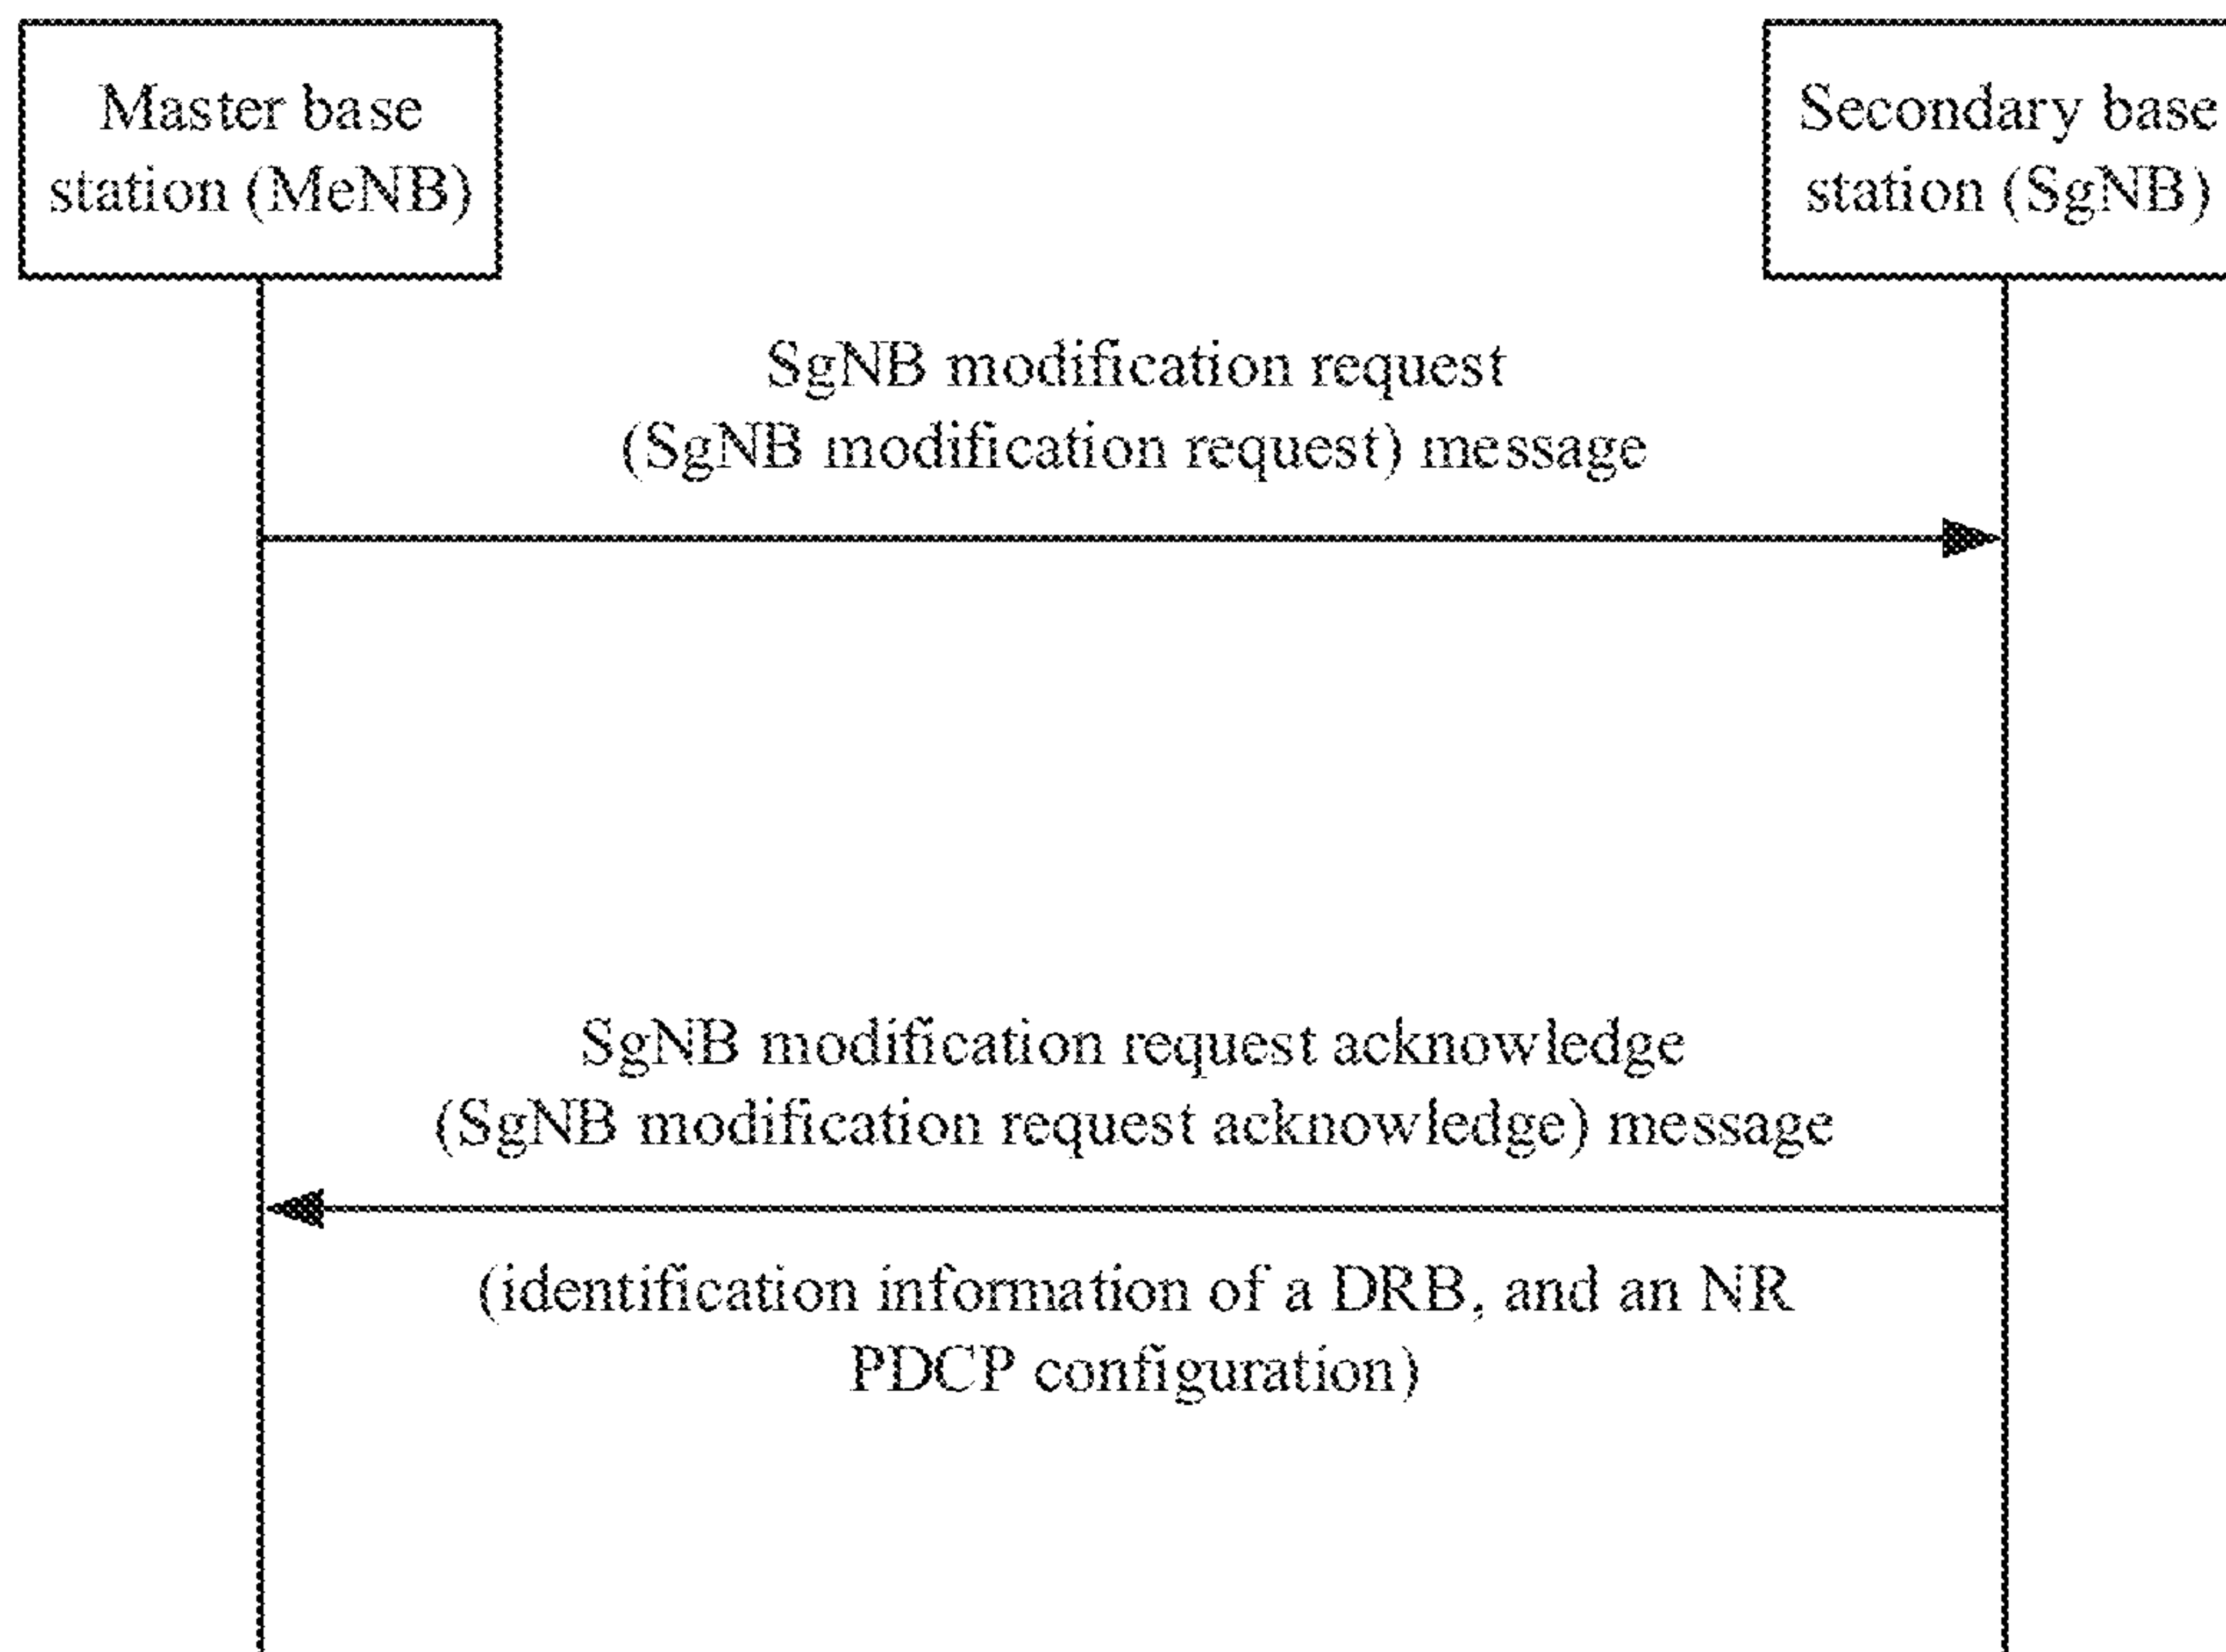 Master base
station (MeNB)
Secondary base
station (SgNB)
SgNB modification request
(SgNB modification request) message
SgNB modification request acknowledge
(SgNB modification request acknowledge) message
(identification information of a DRB, and an NR
PDCP configuration)